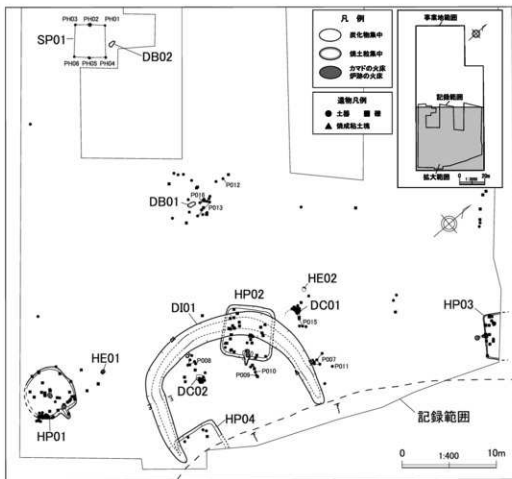 PH03 PH02 PH01
SP01
DB02
PH06 PH05 PH04
凡 例
炭化物集中
焼土粒集中
カマドの火床
炉跡の火床
遺物凡例
土器 礫
焼成粘土塊
事業地範囲
記録範囲
拡大範囲
0 1:800 20m
P012
P016
DB01
P013
HE02
HP02
DC01
DI01
P015
HP03
HE01
P008
P007
P011
P009
P010
DC02
HP01
HP04
記録範囲
0 10m
1:400